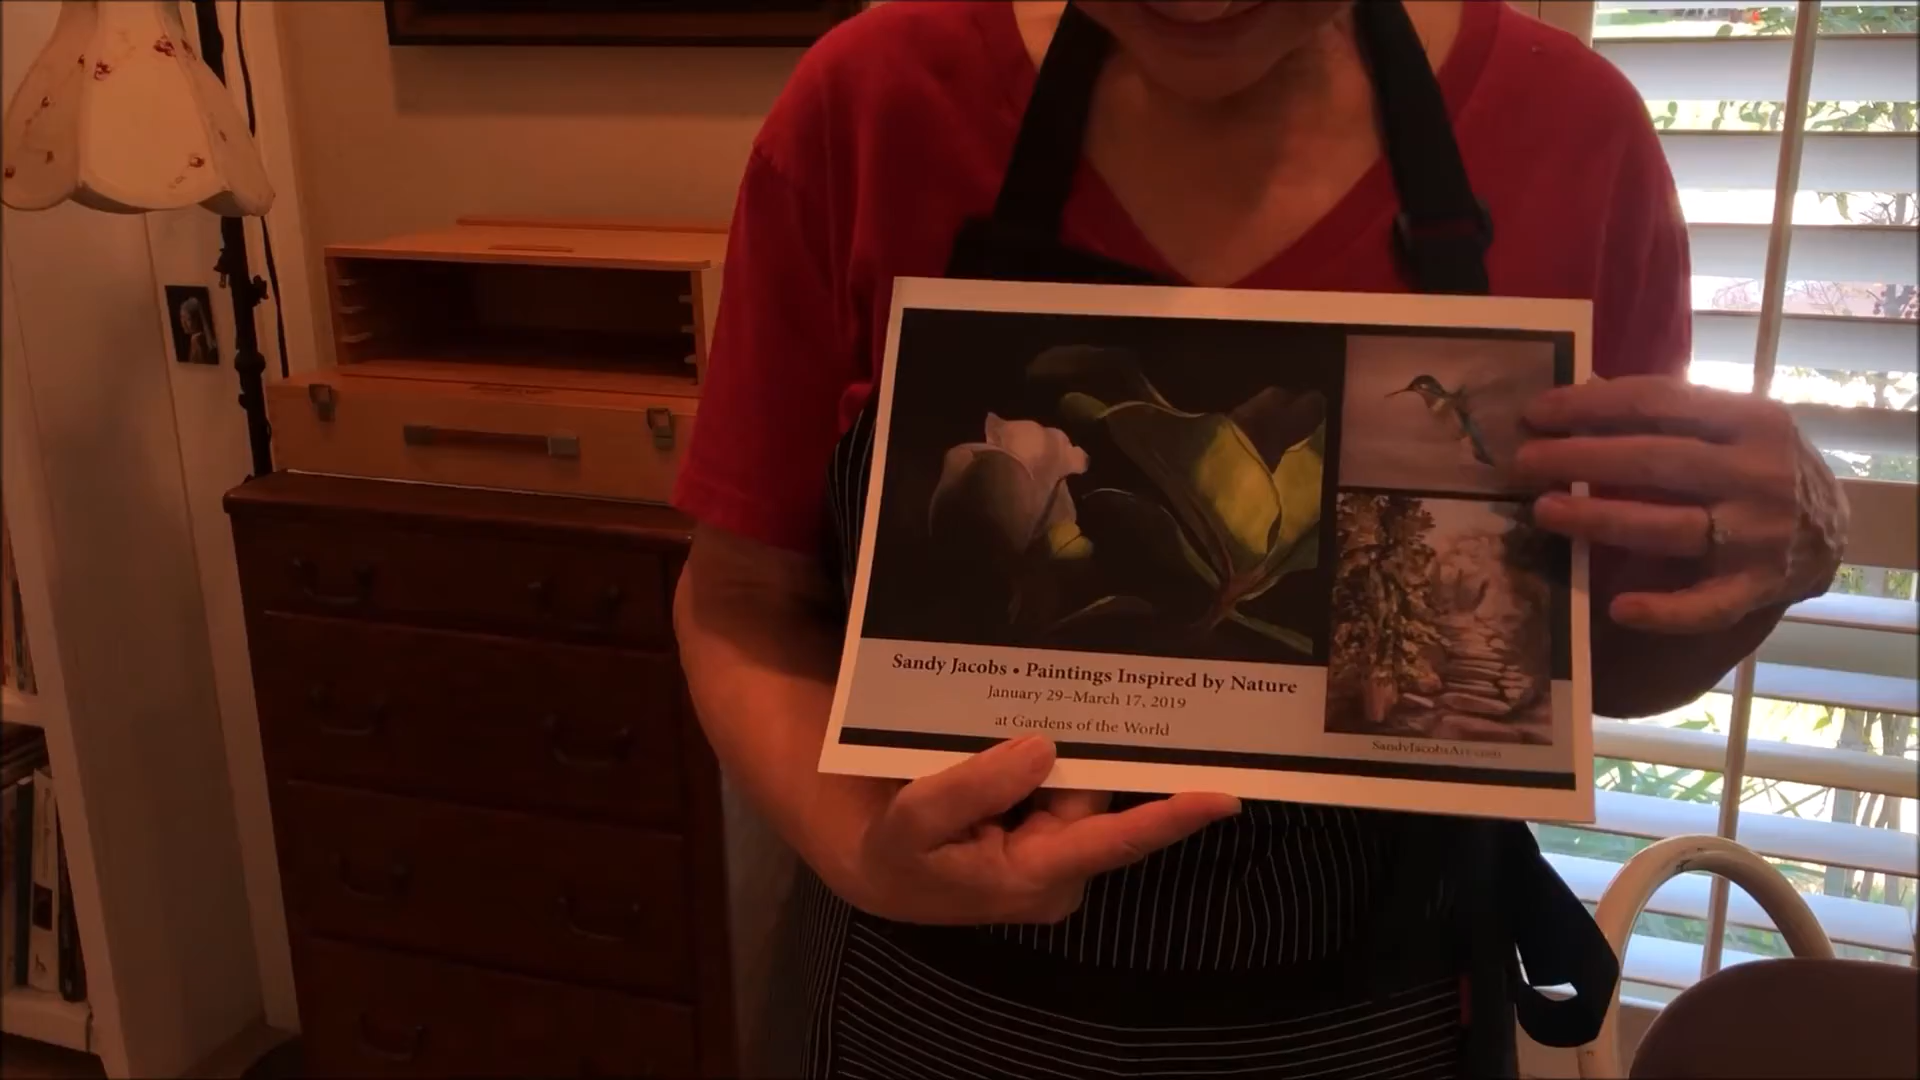 Sandy Jacobs • Paintings Inspired by Nature
January 29–March 17, 2019
at Gardens of the World
SandyJacobsArt.com